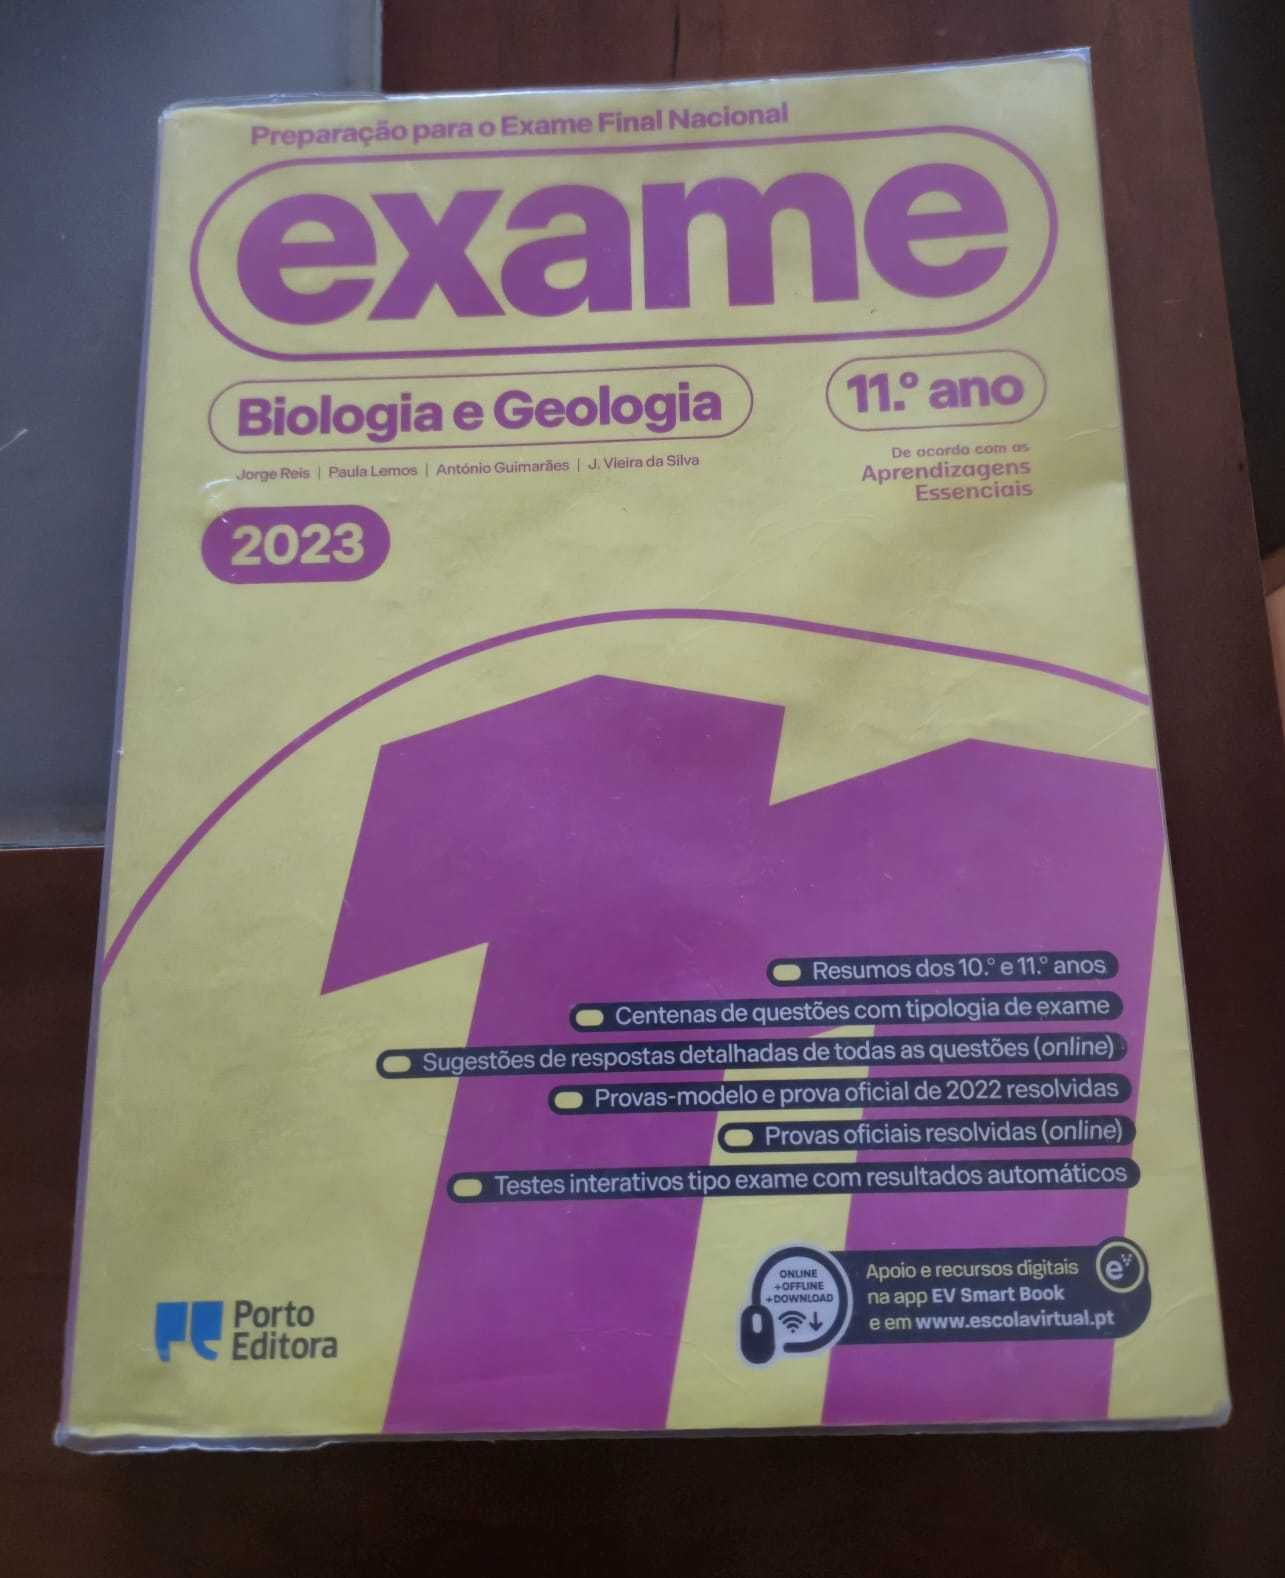 Preparação para o Exame Final Nacional
exame
Biologia e Geologia
11.º ano
Jorge Reis | Paula Lemos | António Guimarães | J. Vieira da Silva
De acordo com as
Aprendizagens
Essenciais
2023
Resumos dos 10.º e 11.º anos
Centenas de questões com tipologia de exame
Sugestões de respostas detalhadas de todas as questões (online)
Provas-modelo e prova oficial de 2022 resolvidas
Provas oficiais resolvidas (online)
Testes interativos tipo exame com resultados automáticos
11
ONLINE
+OFFLINE
+DOWNLOAD
Apoio e recursos digitais
na app EV Smart Book
e em www.escolavirtual.pt
ev
Porto
Editora